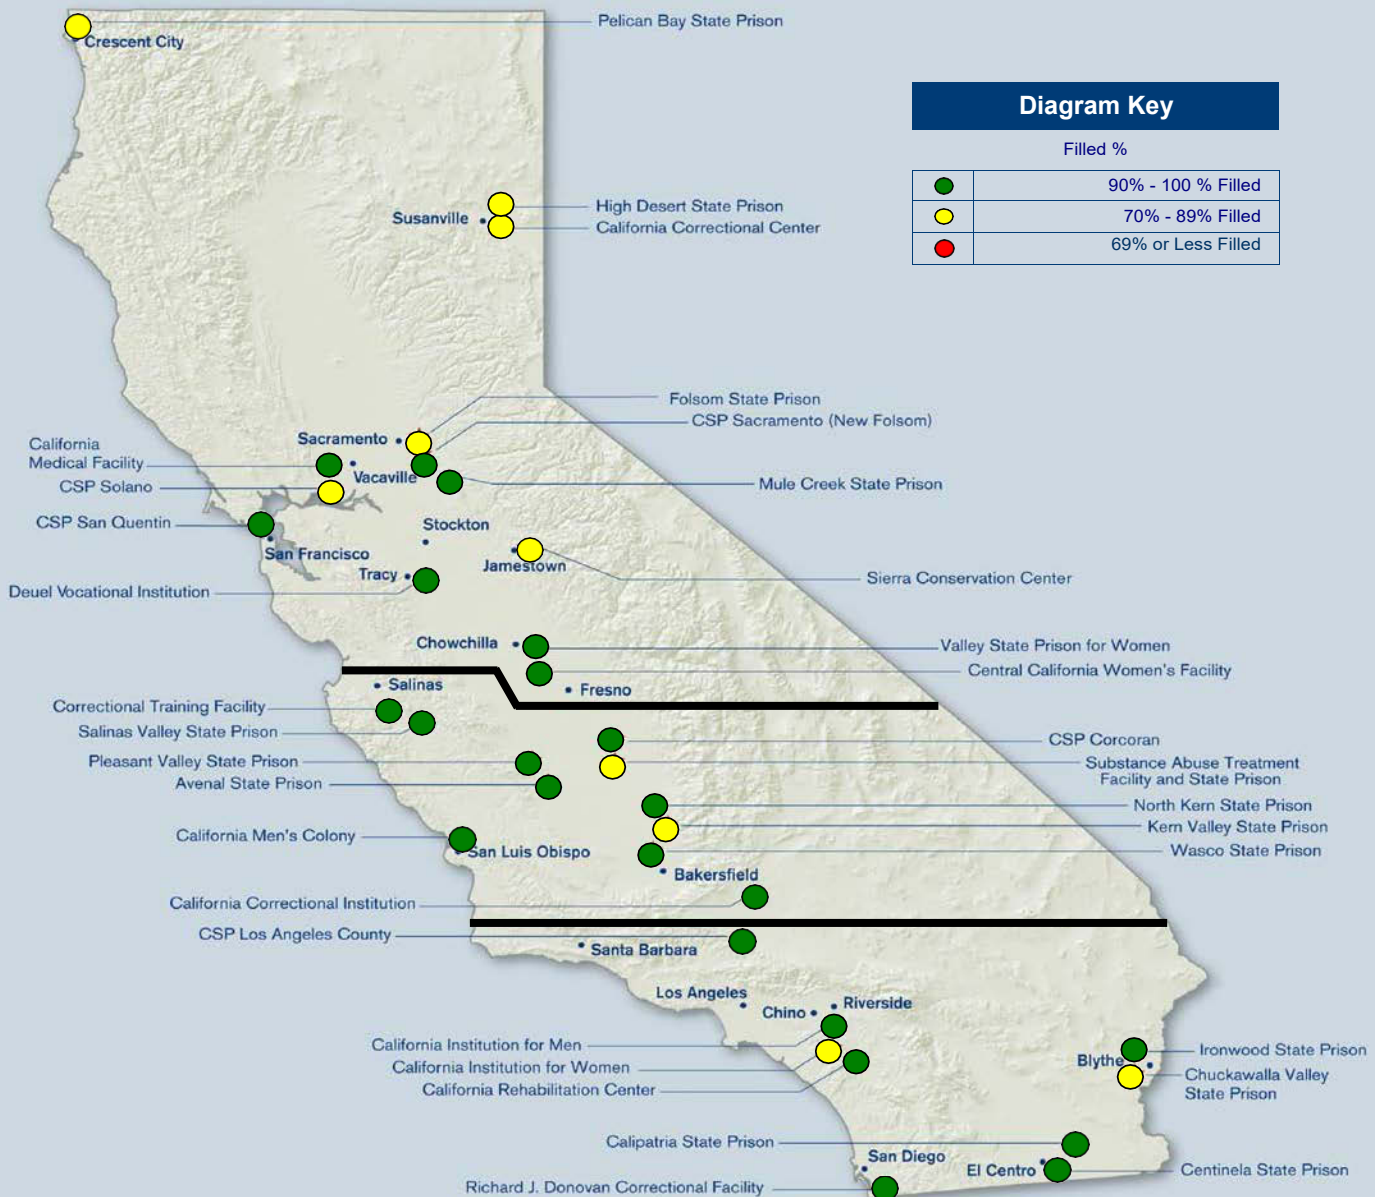 Pelican Bay State Prison
Crescent City
Diagram Key
Filled %
90% - 100 % Filled
70% - 89% Filled
69% or Less Filled
High Desert State Prison
Susanville
California Correctional Center
Folsom State Prison
CSP Sacramento (New Folsom)
Sacramento
California
Medical Facility
Vacaville
CSP Solano
Mule Creek State Prison
CSP San Quentin
Stockton
San Francisco
Jamestown
Tracy
Sierra Conservation Center
Deuel Vocational Institution
Chowchilla
Valley State Prison for Women
Central California Women's Facility
Salinas
Fresno
Correctional Training Facility
Salinas Valley State Prison
CSP Corcoran
Pleasant Valley State Prison
Substance Abuse Treatment
Facility and State Prison
Avenal State Prison
North Kern State Prison
Kern Valley State Prison
California Men's Colony
San Luis Obispo
Wasco State Prison
Bakersfield
California Correctional Institution
CSP Los Angeles County
Santa Barbara
Los Angeles
Riverside
Chino
California Institution for Men
Ironwood State Prison
Blythe
California Institution for Women
Chuckawalla Valley
State Prison
California Rehabilitation Center
Calipatria State Prison
San Diego
El Centro
Centinela State Prison
Richard J. Donovan Correctional Facility